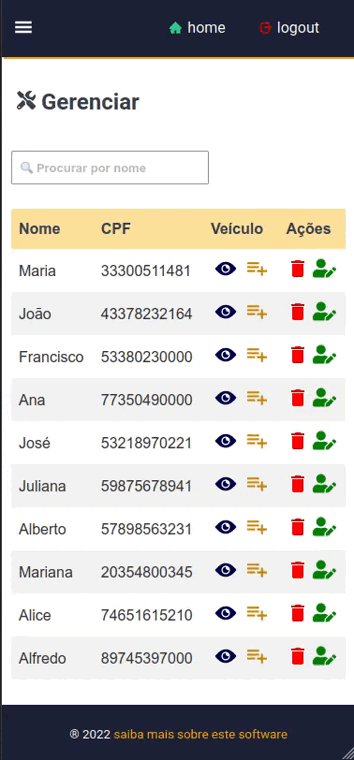 home logout
Gerenciar
Procurar por nome
Nome CPF Veículo Ações
Maria 33300511481
João 43378232164
Francisco 53380230000
Ana 77350490000
José 53218970221
Juliana 59875678941
Alberto 57898563231
Mariana 20354800345
Alice 74651615210
Alfredo 89745397000
® 2022 saiba mais sobre este software